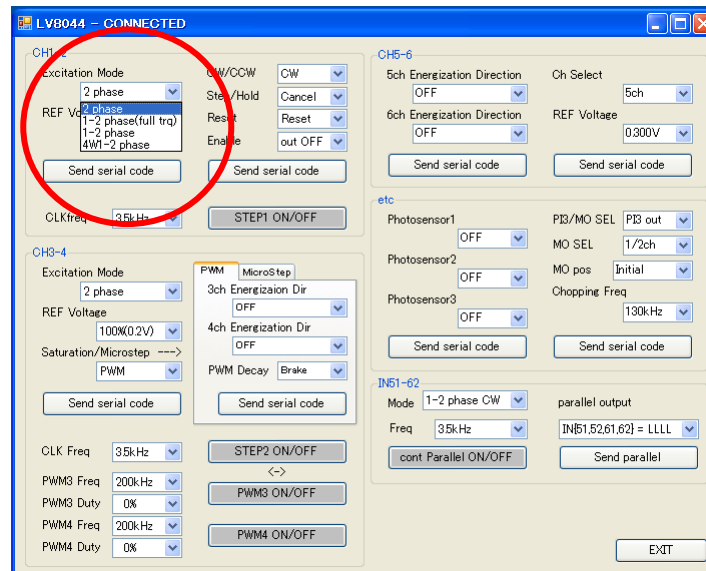 LV8044 - CONNECTED
CH1-2
Excitation Mode
2 phase
2 phase
1-2 phase(full trq)
1-2 phase
4W1-2 phase
REF
Send serial code
CLKfreq
3.5kHz
CW/CCW
CW
Step/Hold
Cancel
Reset
Reset
Enable
out OFF
Send serial code
STEP1 ON/OFF
CH3-4
Excitation Mode
2 phase
REF Voltage
100%(0.2V)
Saturation/Microstep --->
PWM
Send serial code
PWM
MicroStep
3ch Energizaion Dir
OFF
4ch Energization Dir
OFF
PWM Decay
Brake
Send serial code
CLK Freq
3.5kHz
STEP2 ON/OFF
<->
PWM3 Freq
200kHz
PWM3 ON/OFF
PWM3 Duty
0%
PWM4 Freq
200kHz
PWM4 ON/OFF
PWM4 Duty
0%
CH5-6
5ch Energization Direction
OFF
6ch Energization Direction
OFF
Send serial code
Ch Select
5ch
REF Voltage
0.300V
Send serial code
etc
Photosensor1
OFF
Photosensor2
OFF
Photosensor3
OFF
Send serial code
PI3/MO SEL
PI3 out
MO SEL
1/2ch
MO pos
Initial
Chopping Freq
130kHz
Send serial code
IN51-62
Mode
1-2 phase CW
Freq
3.5kHz
cont Parallel ON/OFF
parallel output
IN{51,52,61,62} = LLLL
Send parallel
EXIT